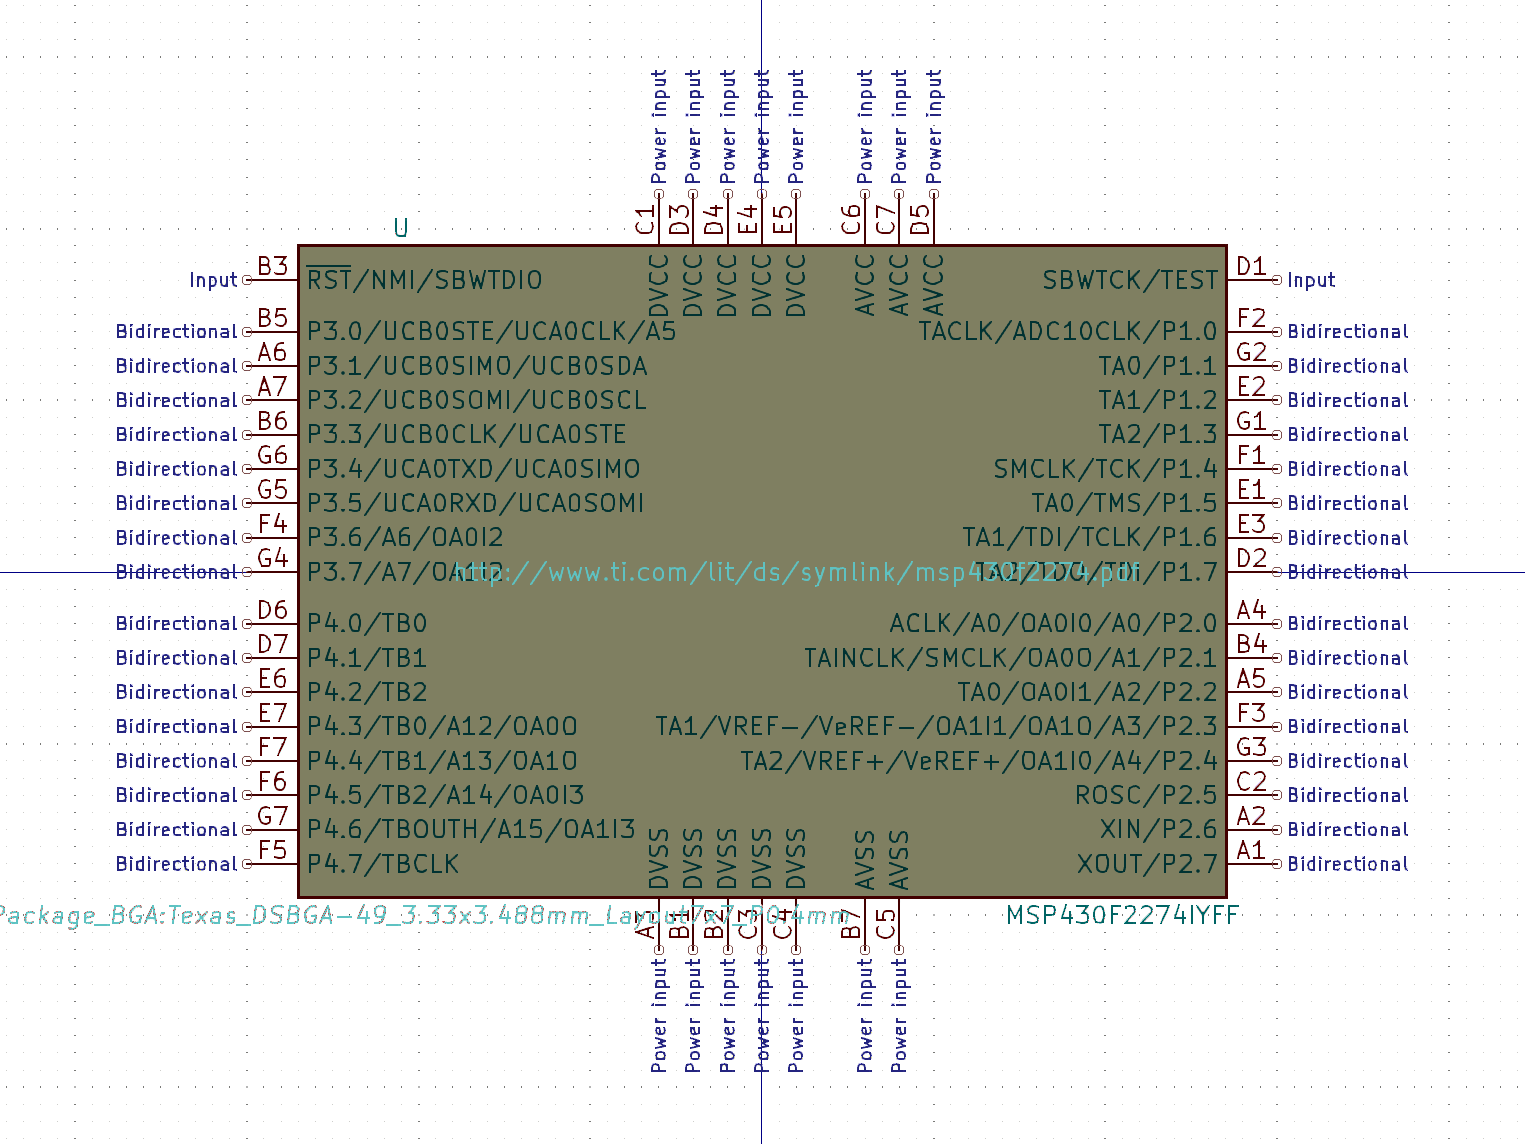 Power input Power input Power input Power input Power input Power input Power input Power input
C1 D3 D4 E4 E5 C6 C7 D5
U
DVCC DVCC DVCC DVCC DVCC AVCC AVCC AVCC
Input B3 RST/NMI/SBWTDIO SBWTCK/TEST D1 Input
Bidirectional B5 P3.0/UCB0STE/UCA0CLK/A5 TACLK/ADC10CLK/P1.0 F2 Bidirectional
Bidirectional A6 P3.1/UCB0SIMO/UCB0SDA TA0/P1.1 G2 Bidirectional
Bidirectional A7 P3.2/UCB0SOMI/UCB0SCL TA1/P1.2 E2 Bidirectional
Bidirectional B6 P3.3/UCB0CLK/UCA0STE TA2/P1.3 G1 Bidirectional
Bidirectional G6 P3.4/UCA0TXD/UCA0SIMO SMCLK/TCK/P1.4 F1 Bidirectional
Bidirectional G5 P3.5/UCA0RXD/UCA0SOMI TA0/TMS/P1.5 E1 Bidirectional
Bidirectional F4 P3.6/A6/OA0I2 TA1/TDI/TCLK/P1.6 E3 Bidirectional
Bidirectional G4 P3.7/A7/OA1I2 http://www.ti.com/lit/ds/symlink/msp430f2274.pdf TA2/TDO/TDI/P1.7 D2 Bidirectional
Bidirectional D6 P4.0/TB0 ACLK/A0/OA0I0/A0/P2.0 A4 Bidirectional
Bidirectional D7 P4.1/TB1 TAINCLK/SMCLK/OA0O/A1/P2.1 B4 Bidirectional
Bidirectional E6 P4.2/TB2 TA0/OA0I1/A2/P2.2 A5 Bidirectional
Bidirectional E7 P4.3/TB0/A12/OA0O TA1/VREF-/VeREF-/OA1I1/OA1O/A3/P2.3 F3 Bidirectional
Bidirectional F7 P4.4/TB1/A13/OA1O TA2/VREF+/VeREF+/OA1I0/A4/P2.4 G3 Bidirectional
Bidirectional F6 P4.5/TB2/A14/OA0I3 ROSC/P2.5 C2 Bidirectional
Bidirectional G7 P4.6/TBOUTH/A15/OA1I3 XIN/P2.6 A2 Bidirectional
Bidirectional F5 P4.7/TBCLK XOUT/P2.7 A1 Bidirectional
DVSS DVSS DVSS DVSS DVSS AVSS AVSS
Package_BGA:Texas_DSBGA-49_3.33x3.488mm_Layout7x7_P0.4mm MSP430F2274IYFF
A3 B1 B2 C3 C4 B7 C5
Power input Power input Power input Power input Power input Power input Power input